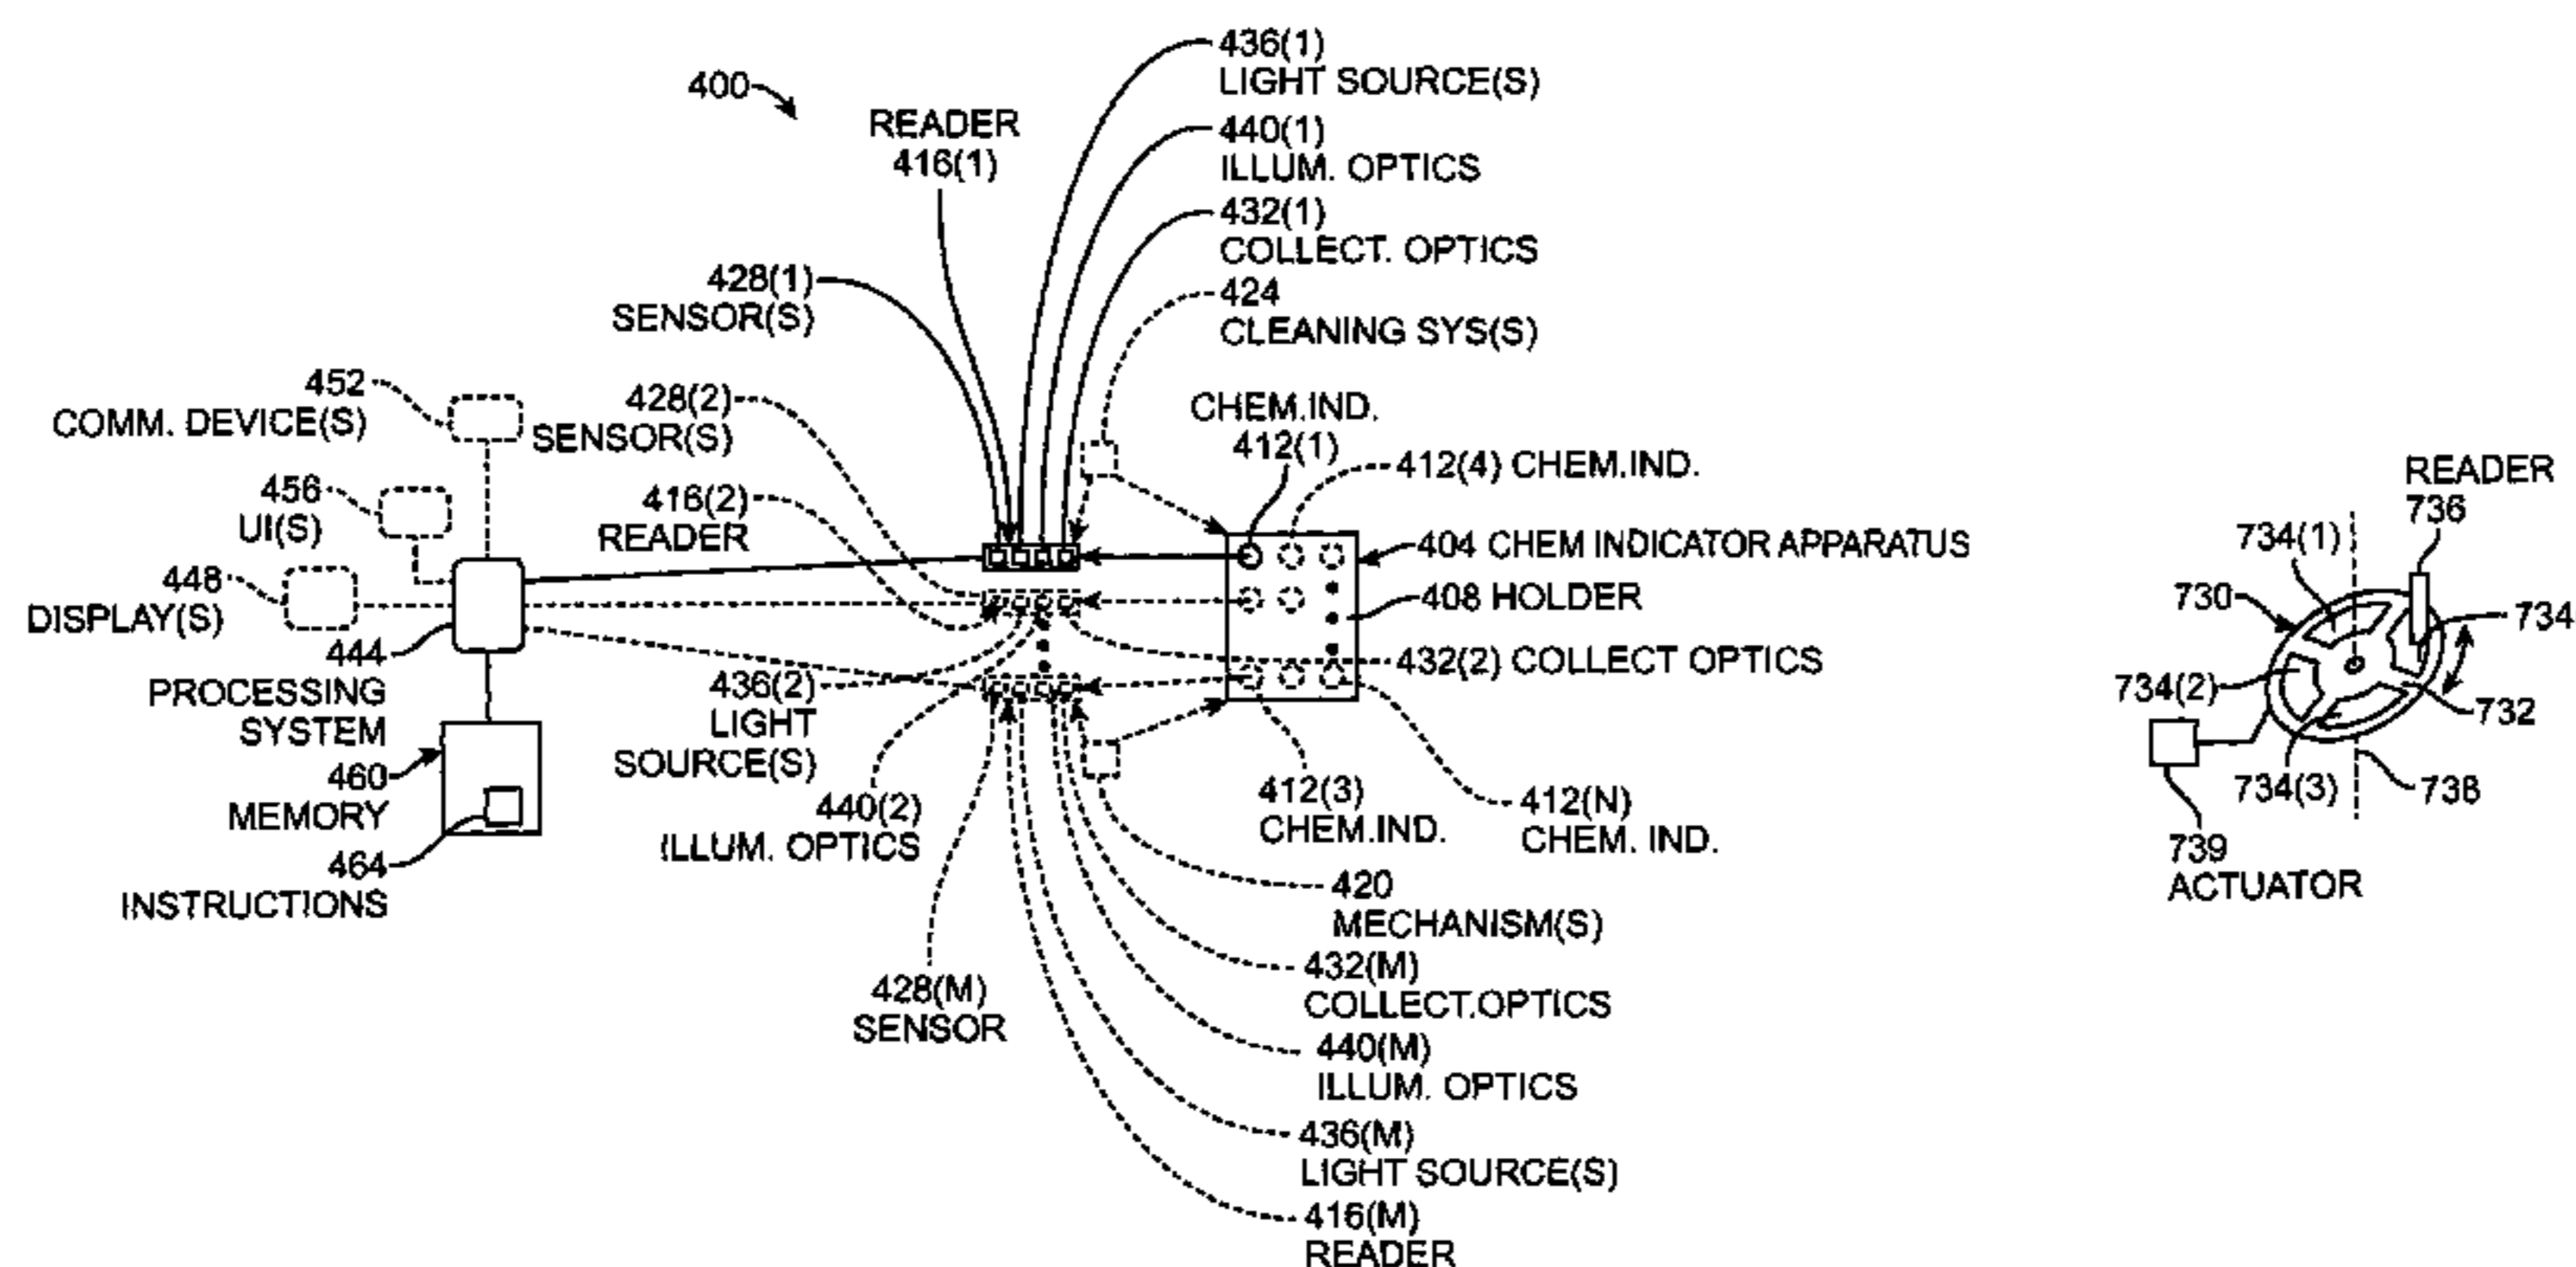 400
READER
416(1)
436(1)
LIGHT SOURCE(S)
440(1)
ILLUM. OPTICS
432(1)
COLLECT. OPTICS
424
CLEANING SYS(S)
428(1)
SENSOR(S)
452
COMM. DEVICE(S)
428(2)
SENSOR(S)
456
UI(S)
416(2)
READER
448
DISPLAY(S)
444
PROCESSING
SYSTEM
460
MEMORY
464
INSTRUCTIONS
CHEM.IND.
412(1)
412(4) CHEM.IND.
404 CHEM INDICATOR APPARATUS
408 HOLDER
432(2) COLLECT OPTICS
436(2)
LIGHT
SOURCE(S)
440(2)
ILLUM. OPTICS
428(M)
SENSOR
412(3)
CHEM.IND.
412(N)
CHEM. IND.
420
MECHANISM(S)
432(M)
COLLECT.OPTICS
440(M)
ILLUM. OPTICS
436(M)
LIGHT SOURCE(S)
416(M)
READER
READER
736
734(1)
730
734
734(2)
732
734(3)
738
739
ACTUATOR